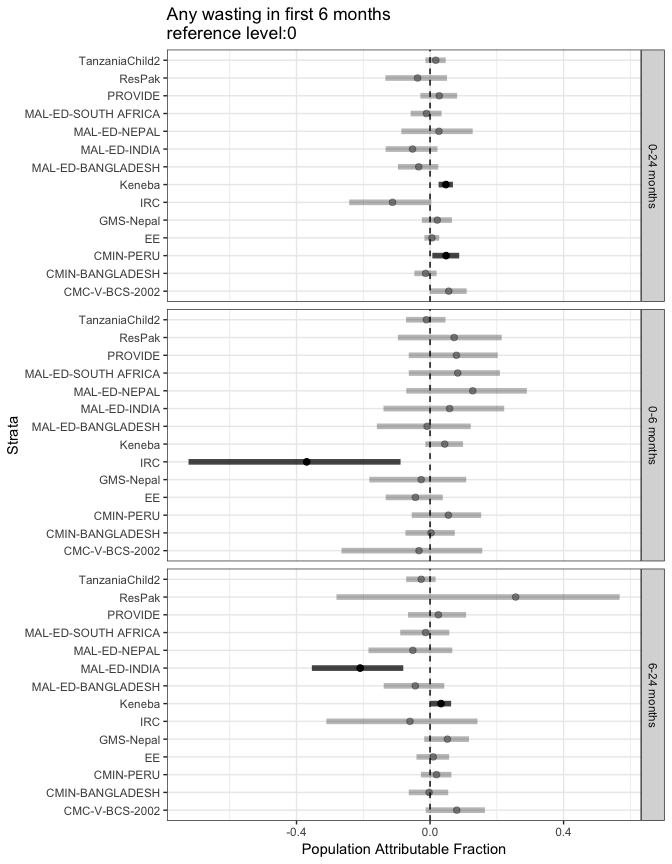 Any wasting in first 6 months
reference level:0
TanzaniaChild2
ResPak
PROVIDE
MAL-ED-SOUTH AFRICA
MAL-ED-NEPAL
MAL-ED-INDIA
MAL-ED-BANGLADESH
Keneba
IRC
GMS-Nepal
EE
CMIN-PERU
CMIN-BANGLADESH
CMC-V-BCS-2002
0-24 months
TanzaniaChild2
ResPak
PROVIDE
MAL-ED-SOUTH AFRICA
MAL-ED-NEPAL
MAL-ED-INDIA
MAL-ED-BANGLADESH
Keneba
IRC
GMS-Nepal
EE
CMIN-PERU
CMIN-BANGLADESH
CMC-V-BCS-2002
0-6 months
TanzaniaChild2
ResPak
PROVIDE
MAL-ED-SOUTH AFRICA
MAL-ED-NEPAL
MAL-ED-INDIA
MAL-ED-BANGLADESH
Keneba
IRC
GMS-Nepal
EE
CMIN-PERU
CMIN-BANGLADESH
CMC-V-BCS-2002
6-24 months
Strata
-0.4 0.0 0.4
Population Attributable Fraction